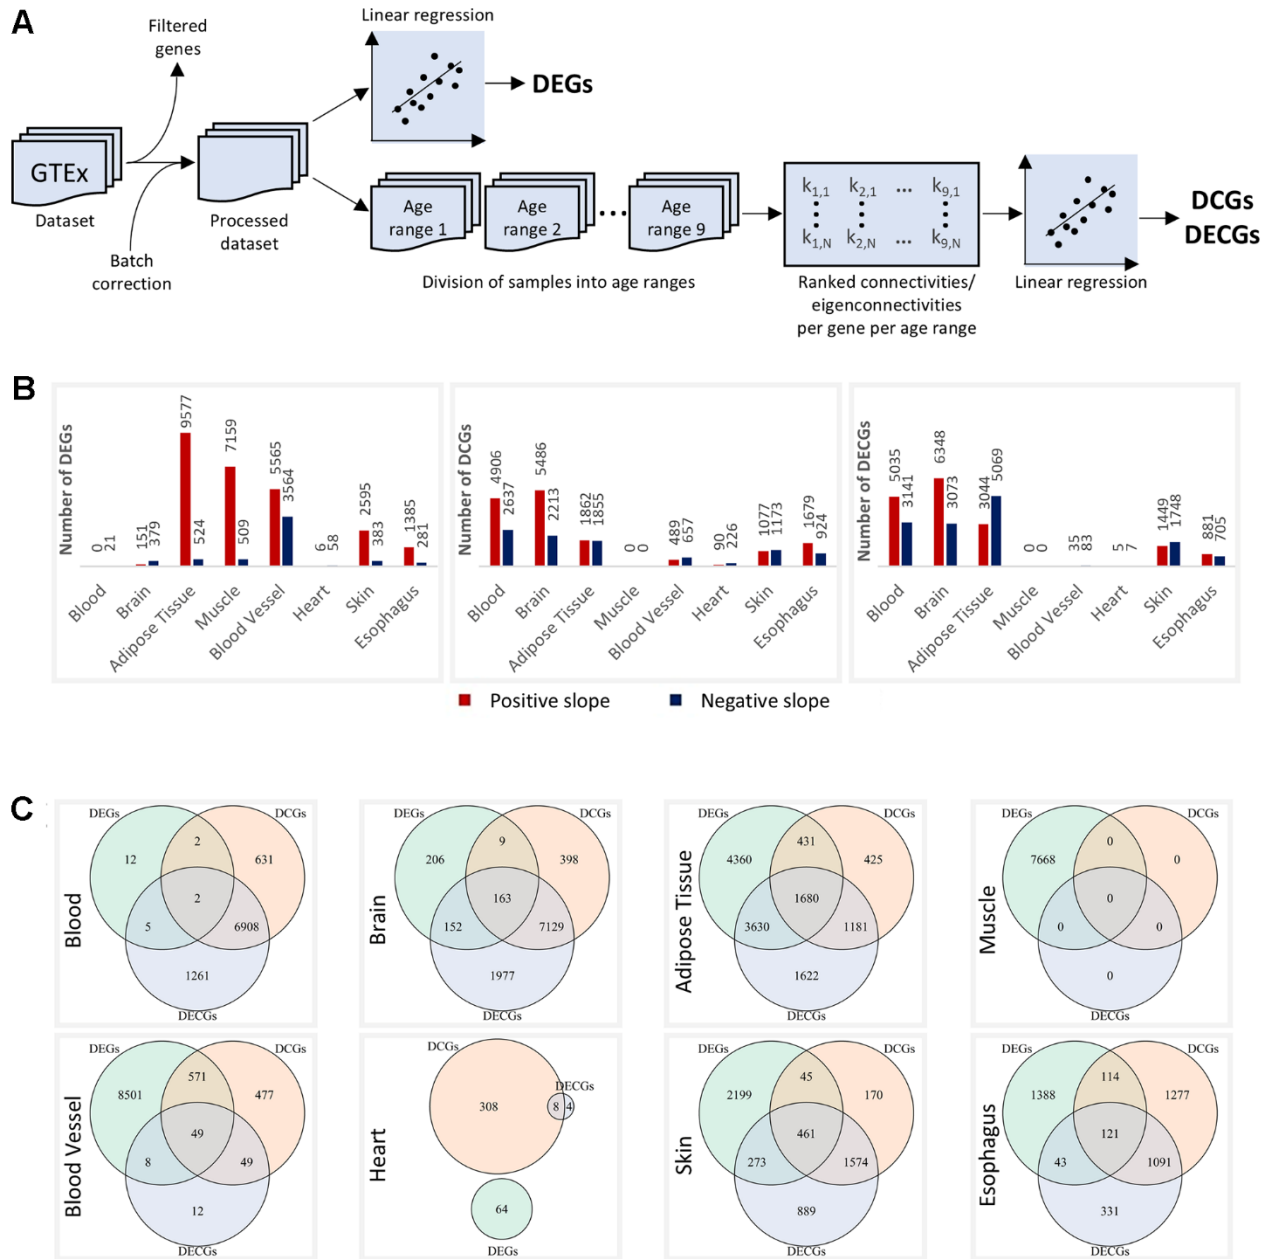 A
Filtered
genes
GTEx
Dataset
Batch
correction
Processed
dataset
Linear regression
DEGs
Age
range 1
Age
range 2
...
Age
range 9
Division of samples into age ranges
k1,1 k2,1 ... k9,1
k1,N k2,N ... k9,N
Ranked connectivities/
eigenconnectivities
per gene per age range
Linear regression
DCGs
DECGs
B
Number of DEGs
0 21 151 379 9577 524 7159 509 5565 3564 6 58 2595 383 1385 281
Blood Brain Adipose Tissue Muscle Blood Vessel Heart Skin Esophagus
Number of DCGs
4906 2637 5486 2213 1862 1855 0 0 489 657 90 226 1077 1173 1679 924
Blood Brain Adipose Tissue Muscle Blood Vessel Heart Skin Esophagus
Number of DECGs
5035 3141 6348 3073 3044 5069 0 0 35 83 5 7 1449 1748 881 705
Blood Brain Adipose Tissue Muscle Blood Vessel Heart Skin Esophagus
Positive slope Negative slope
C
Blood
DEGs DCGs
2
12 631
2
5 6908
1261
DECGs
Brain
DEGs DCGs
9
206 398
163
152 7129
1977
DECGs
Adipose Tissue
DEGs DCGs
431
4360 425
1680
3630 1181
1622
DECGs
Muscle
DEGs DCGs
0
7668 0
0
0 0
0
DECGs
Blood Vessel
DEGs DCGs
571
8501 477
49
8 49
12
DECGs
Heart
DCGs
DECGs
308 8 4
64
DEGs
Skin
DEGs DCGs
45
2199 170
461
273 1574
889
DECGs
Esophagus
DEGs DCGs
114
1388 1277
121
43 1091
331
DECGs